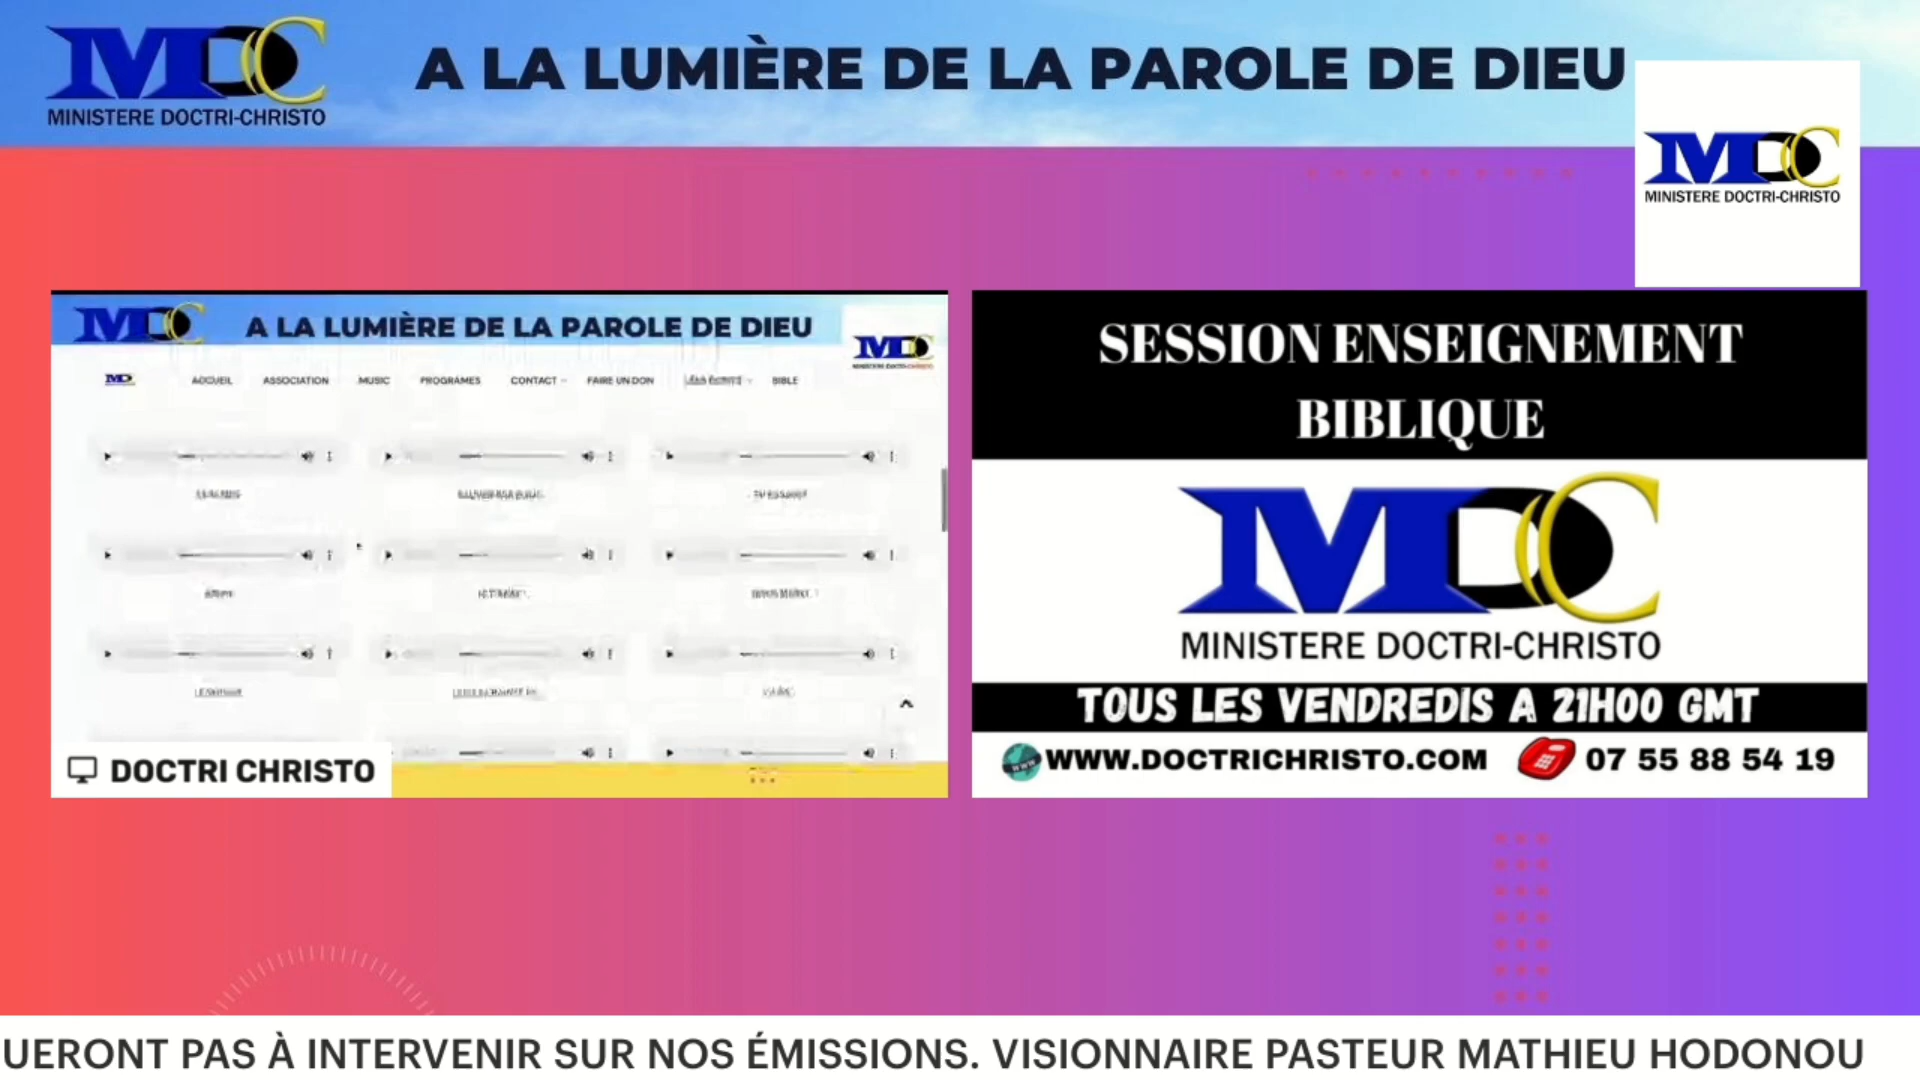 MDC
MINISTERE DOCTRI-CHRISTO
A LA LUMIÈRE DE LA PAROLE DE DIEU
MDC
MINISTERE DOCTRI-CHRISTO
MDC
A LA LUMIÈRE DE LA PAROLE DE DIEU
MDC
ACCUEIL ASSOCIATION MUSIC PROGRAMES CONTACT FAIRE UN DON BIBLE
DOCTRI CHRISTO
SESSION ENSEIGNEMENT
BIBLIQUE
MDC
MINISTERE DOCTRI-CHRISTO
TOUS LES VENDREDIS A 21H00 GMT
WWW.DOCTRICHRISTO.COM 07 55 88 54 19
UERONT PAS À INTERVENIR SUR NOS ÉMISSIONS. VISIONNAIRE PASTEUR MATHIEU HODONOU